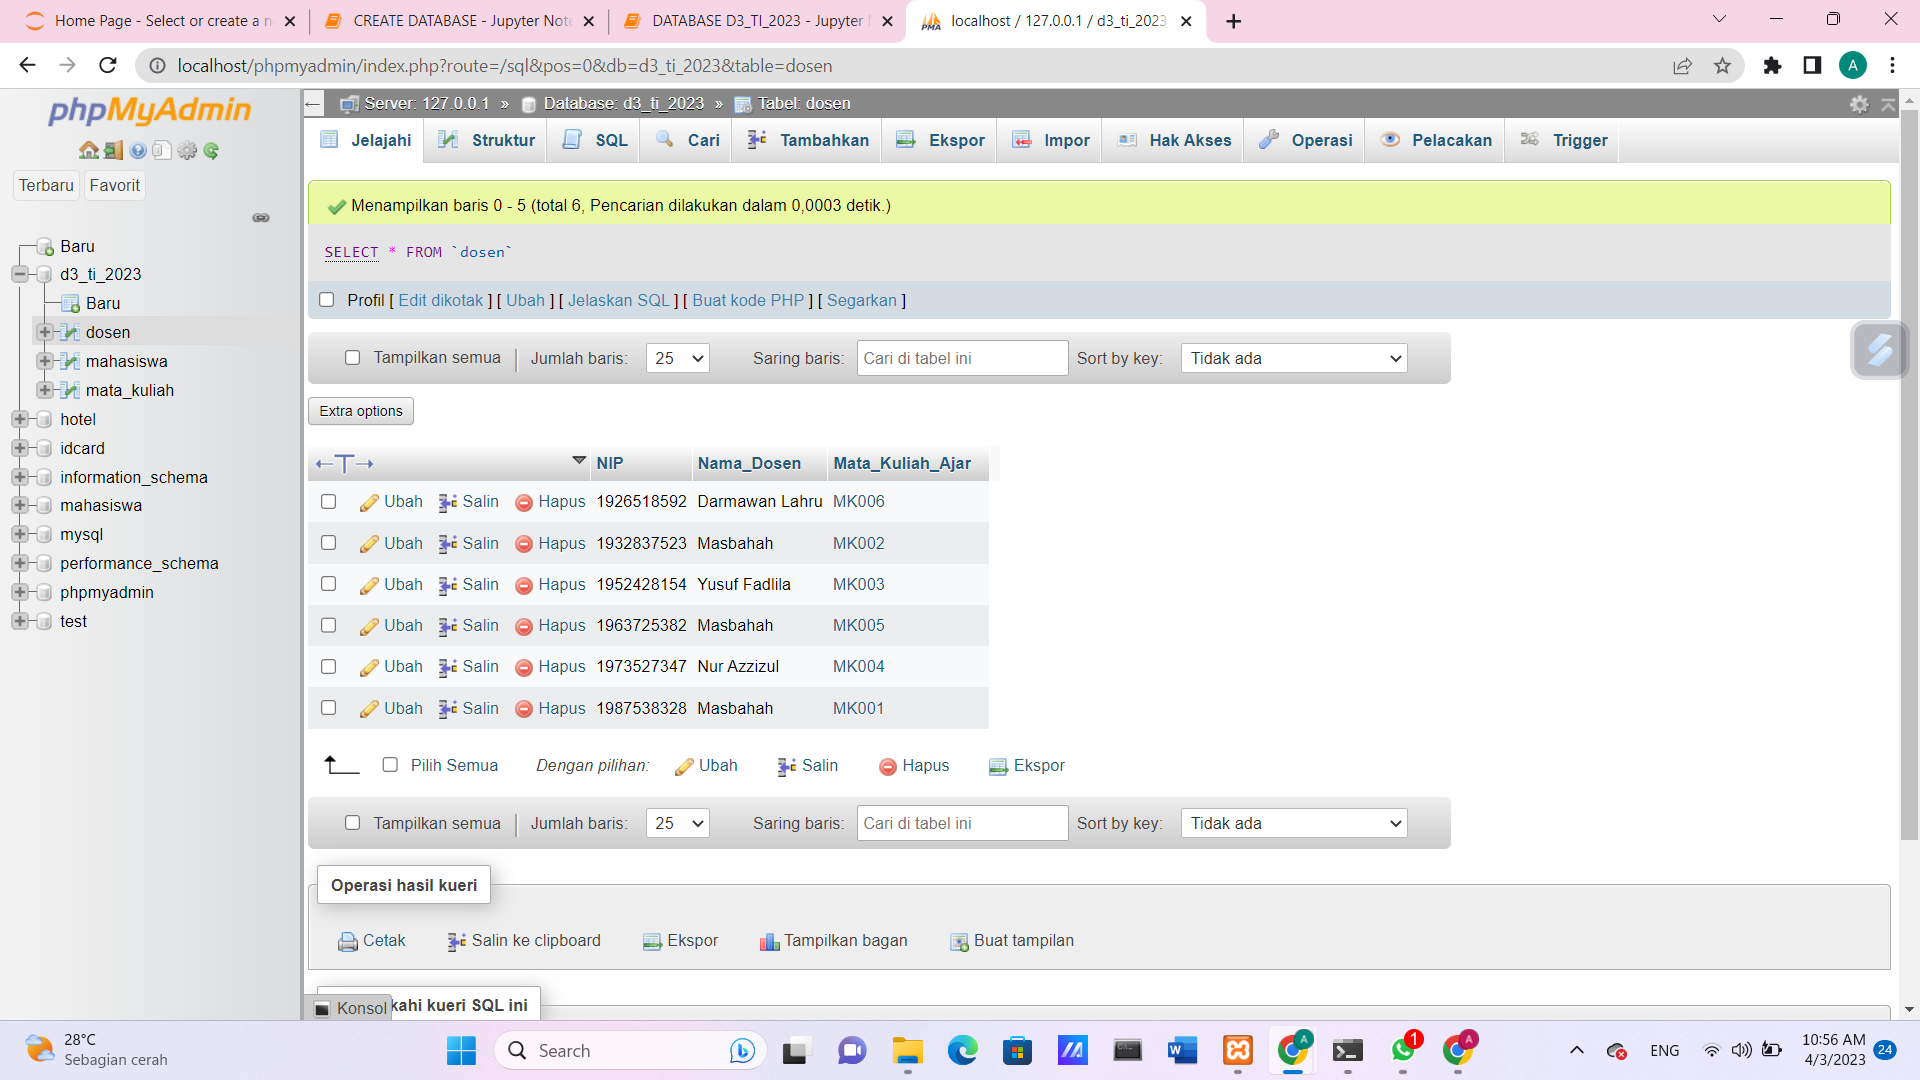 Home Page - Select or create a n
CREATE DATABASE - Jupyter Note
DATABASE D3_TI_2023 - Jupyter N
localhost / 127.0.0.1 / d3_ti_2023
localhost/phpmyadmin/index.php?route=/sql&pos=0&db=d3_ti_2023&table=dosen
A
phpMyAdmin
Terbaru Favorit
Baru
d3_ti_2023
Baru
dosen
mahasiswa
mata_kuliah
hotel
idcard
information_schema
mahasiswa
mysql
performance_schema
phpmyadmin
test
Server: 127.0.0.1 » Database: d3_ti_2023 » Tabel: dosen
Jelajahi Struktur SQL Cari Tambahkan Ekspor Impor Hak Akses Operasi Pelacakan Trigger
Menampilkan baris 0 - 5 (total 6, Pencarian dilakukan dalam 0,0003 detik.)
SELECT * FROM `dosen`
Profil [ Edit dikotak ] [ Ubah ] [ Jelaskan SQL ] [ Buat kode PHP ] [ Segarkan ]
Tampilkan semua Jumlah baris: 25 Saring baris: Cari di tabel ini Sort by key: Tidak ada
Extra options
NIP Nama_Dosen Mata_Kuliah_Ajar
Ubah Salin Hapus 1926518592 Darmawan Lahru MK006
Ubah Salin Hapus 1932837523 Masbahah MK002
Ubah Salin Hapus 1952428154 Yusuf Fadlila MK003
Ubah Salin Hapus 1963725382 Masbahah MK005
Ubah Salin Hapus 1973527347 Nur Azzizul MK004
Ubah Salin Hapus 1987538328 Masbahah MK001
Pilih Semua Dengan pilihan: Ubah Salin Hapus Ekspor
Tampilkan semua Jumlah baris: 25 Saring baris: Cari di tabel ini Sort by key: Tidak ada
Operasi hasil kueri
Cetak Salin ke clipboard Ekspor Tampilkan bagan Buat tampilan
Konsol kahi kueri SQL ini
28°C
Sebagian cerah
Search
1
ENG
10:56 AM
4/3/2023
24